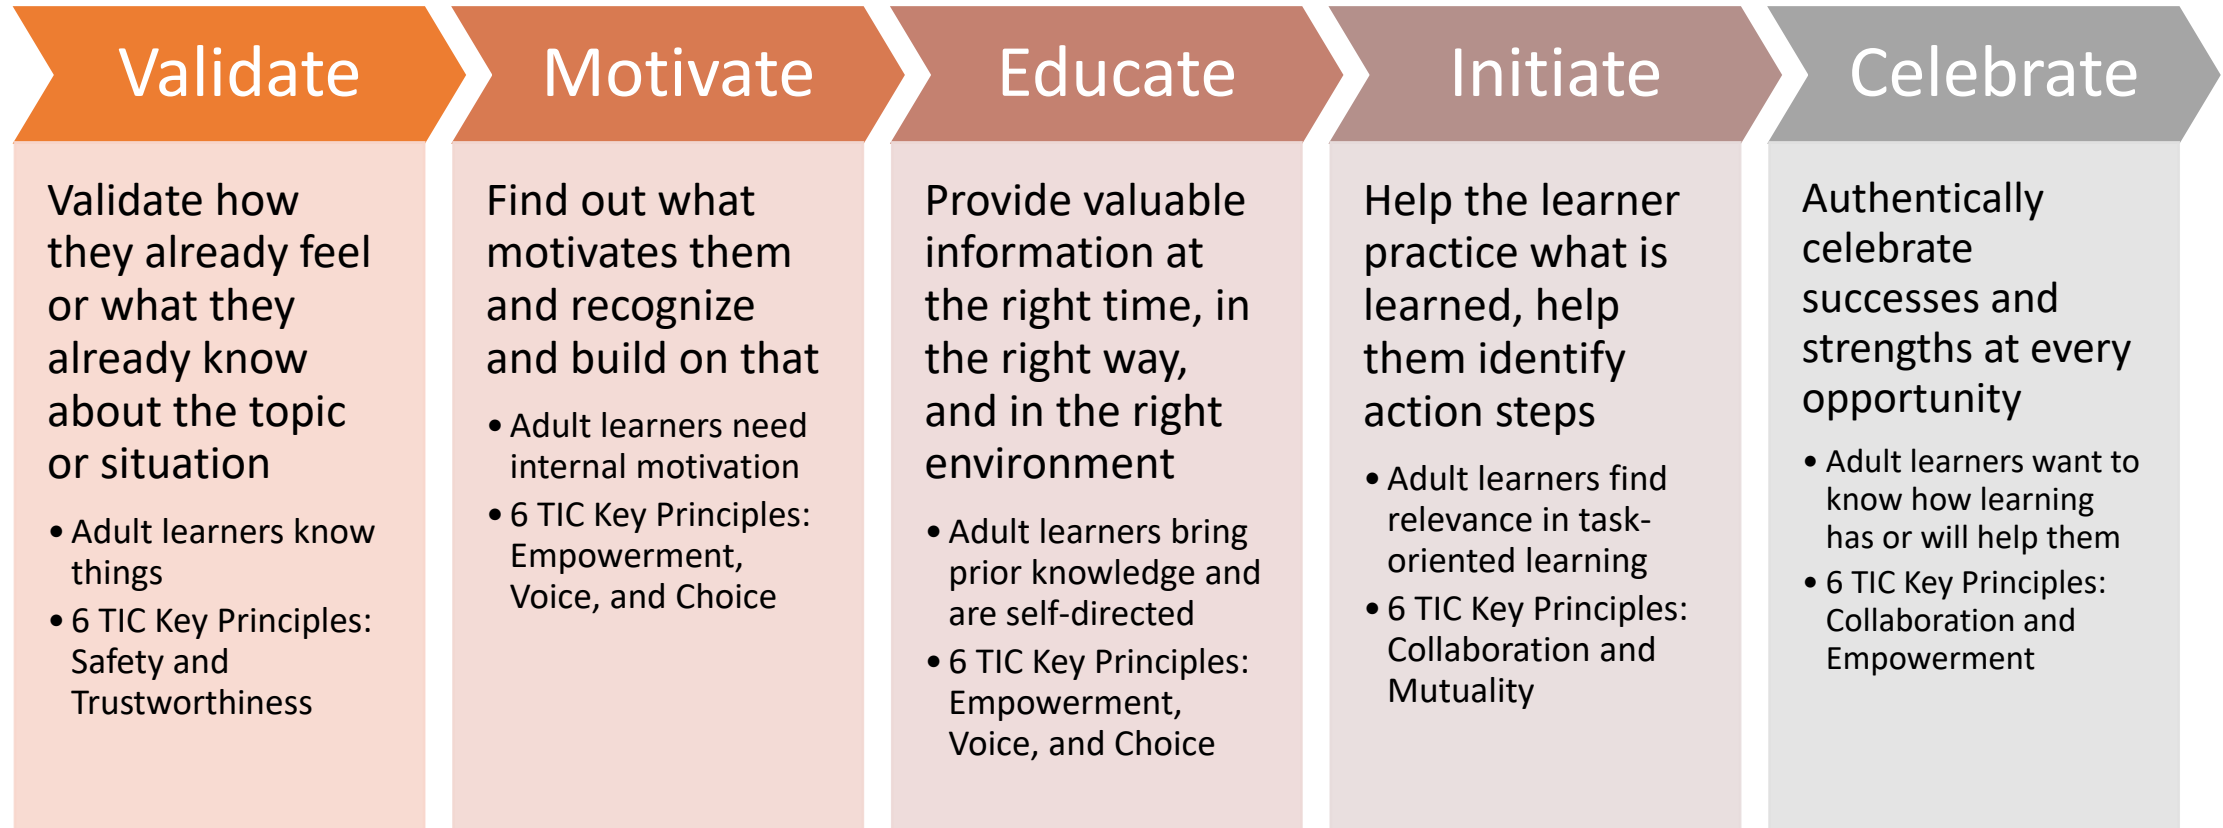 Validate
Validate how
they already feel
or what they
already know
about the topic
or situation
• Adult learners know
things
• 6 TIC Key Principles:
Safety and
Trustworthiness
Motivate
Find out what
motivates them
and recognize
and build on that
• Adult learners need
internal motivation
• 6 TIC Key Principles:
Empowerment,
Voice, and Choice
Educate
Provide valuable
information at
the right time, in
the right way,
and in the right
environment
• Adult learners bring
prior knowledge and
are self-directed
• 6 TIC Key Principles:
Empowerment,
Voice, and Choice
Initiate
Help the learner
practice what is
learned, help
them identify
action steps
• Adult learners find
relevance in task-
oriented learning
• 6 TIC Key Principles:
Collaboration and
Mutuality
Celebrate
Authentically
celebrate
successes and
strengths at every
opportunity
• Adult learners want to
know how learning
has or will help them
• 6 TIC Key Principles:
Collaboration and
Empowerment